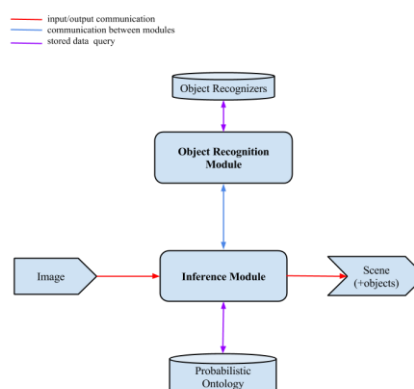 input/output communication
communication between modules
stored data  query
Object Recognizers
Object Recognition
Module
Image
Inference Module
Scene
(+objects)
Probabilistic
Ontology